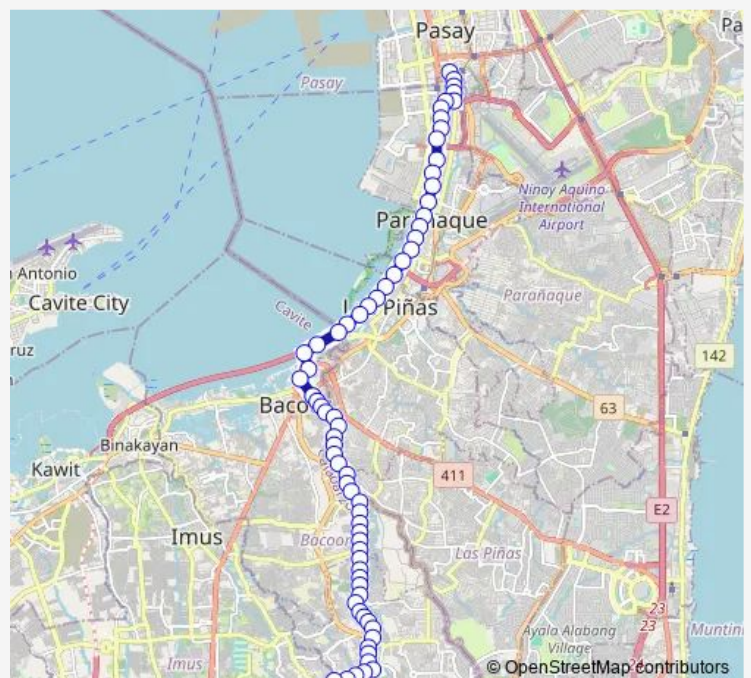 Pasay
Pa
Pasay
Ninoy Aquino
International
Airport
Parañaque
n Antonio
Cavite City
Cavite
Piñas
Parañaque
ruz
142
63
Baco
Binakayan
Kawit
411
E2
Imus
Bacoor
Las Piñas
23
23
Ayala Alabang
Village
Muntin
Imus
© OpenStreetMap contributors